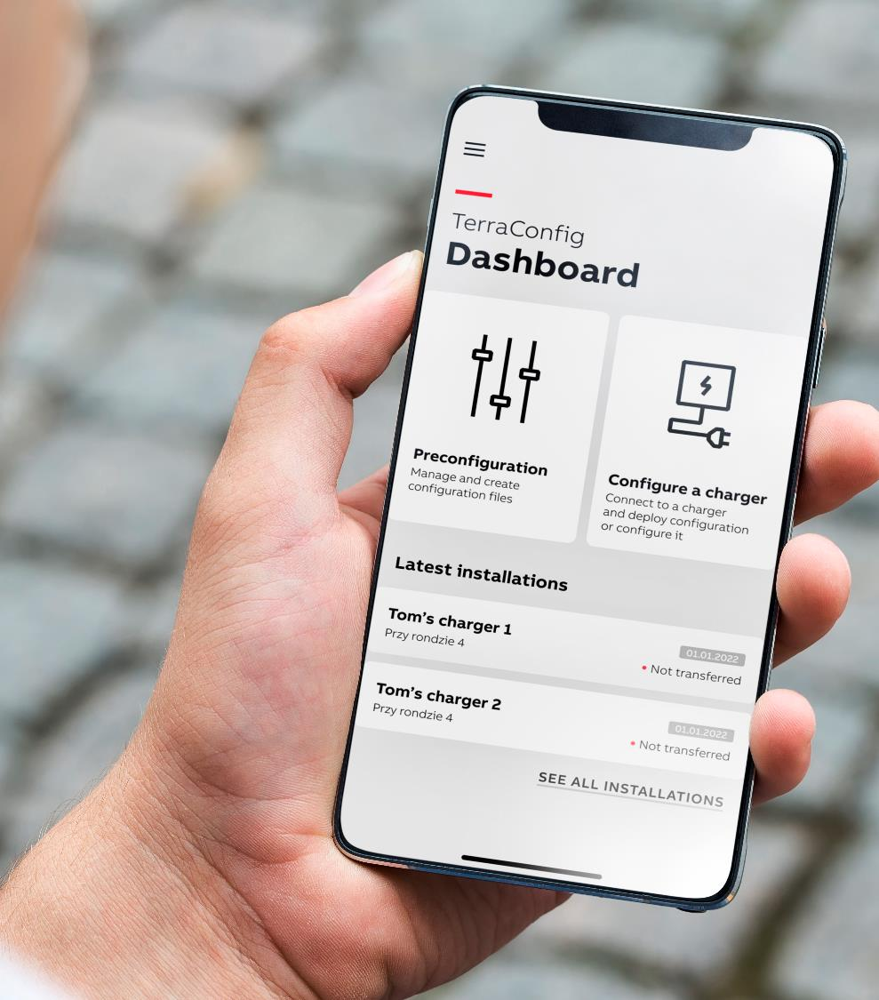 TerraConfig
Dashboard
Preconfiguration
Manage and create
configuration files
Configure a charger
Connect to a charger
and deploy configuration
or configure it
Latest installations
Tom's charger 1
Przy rondzie 4
01.01.2022
Not transferred
Tom's charger 2
Przy rondzie 4
01.01.2022
Not transferred
SEE ALL INSTALLATIONS